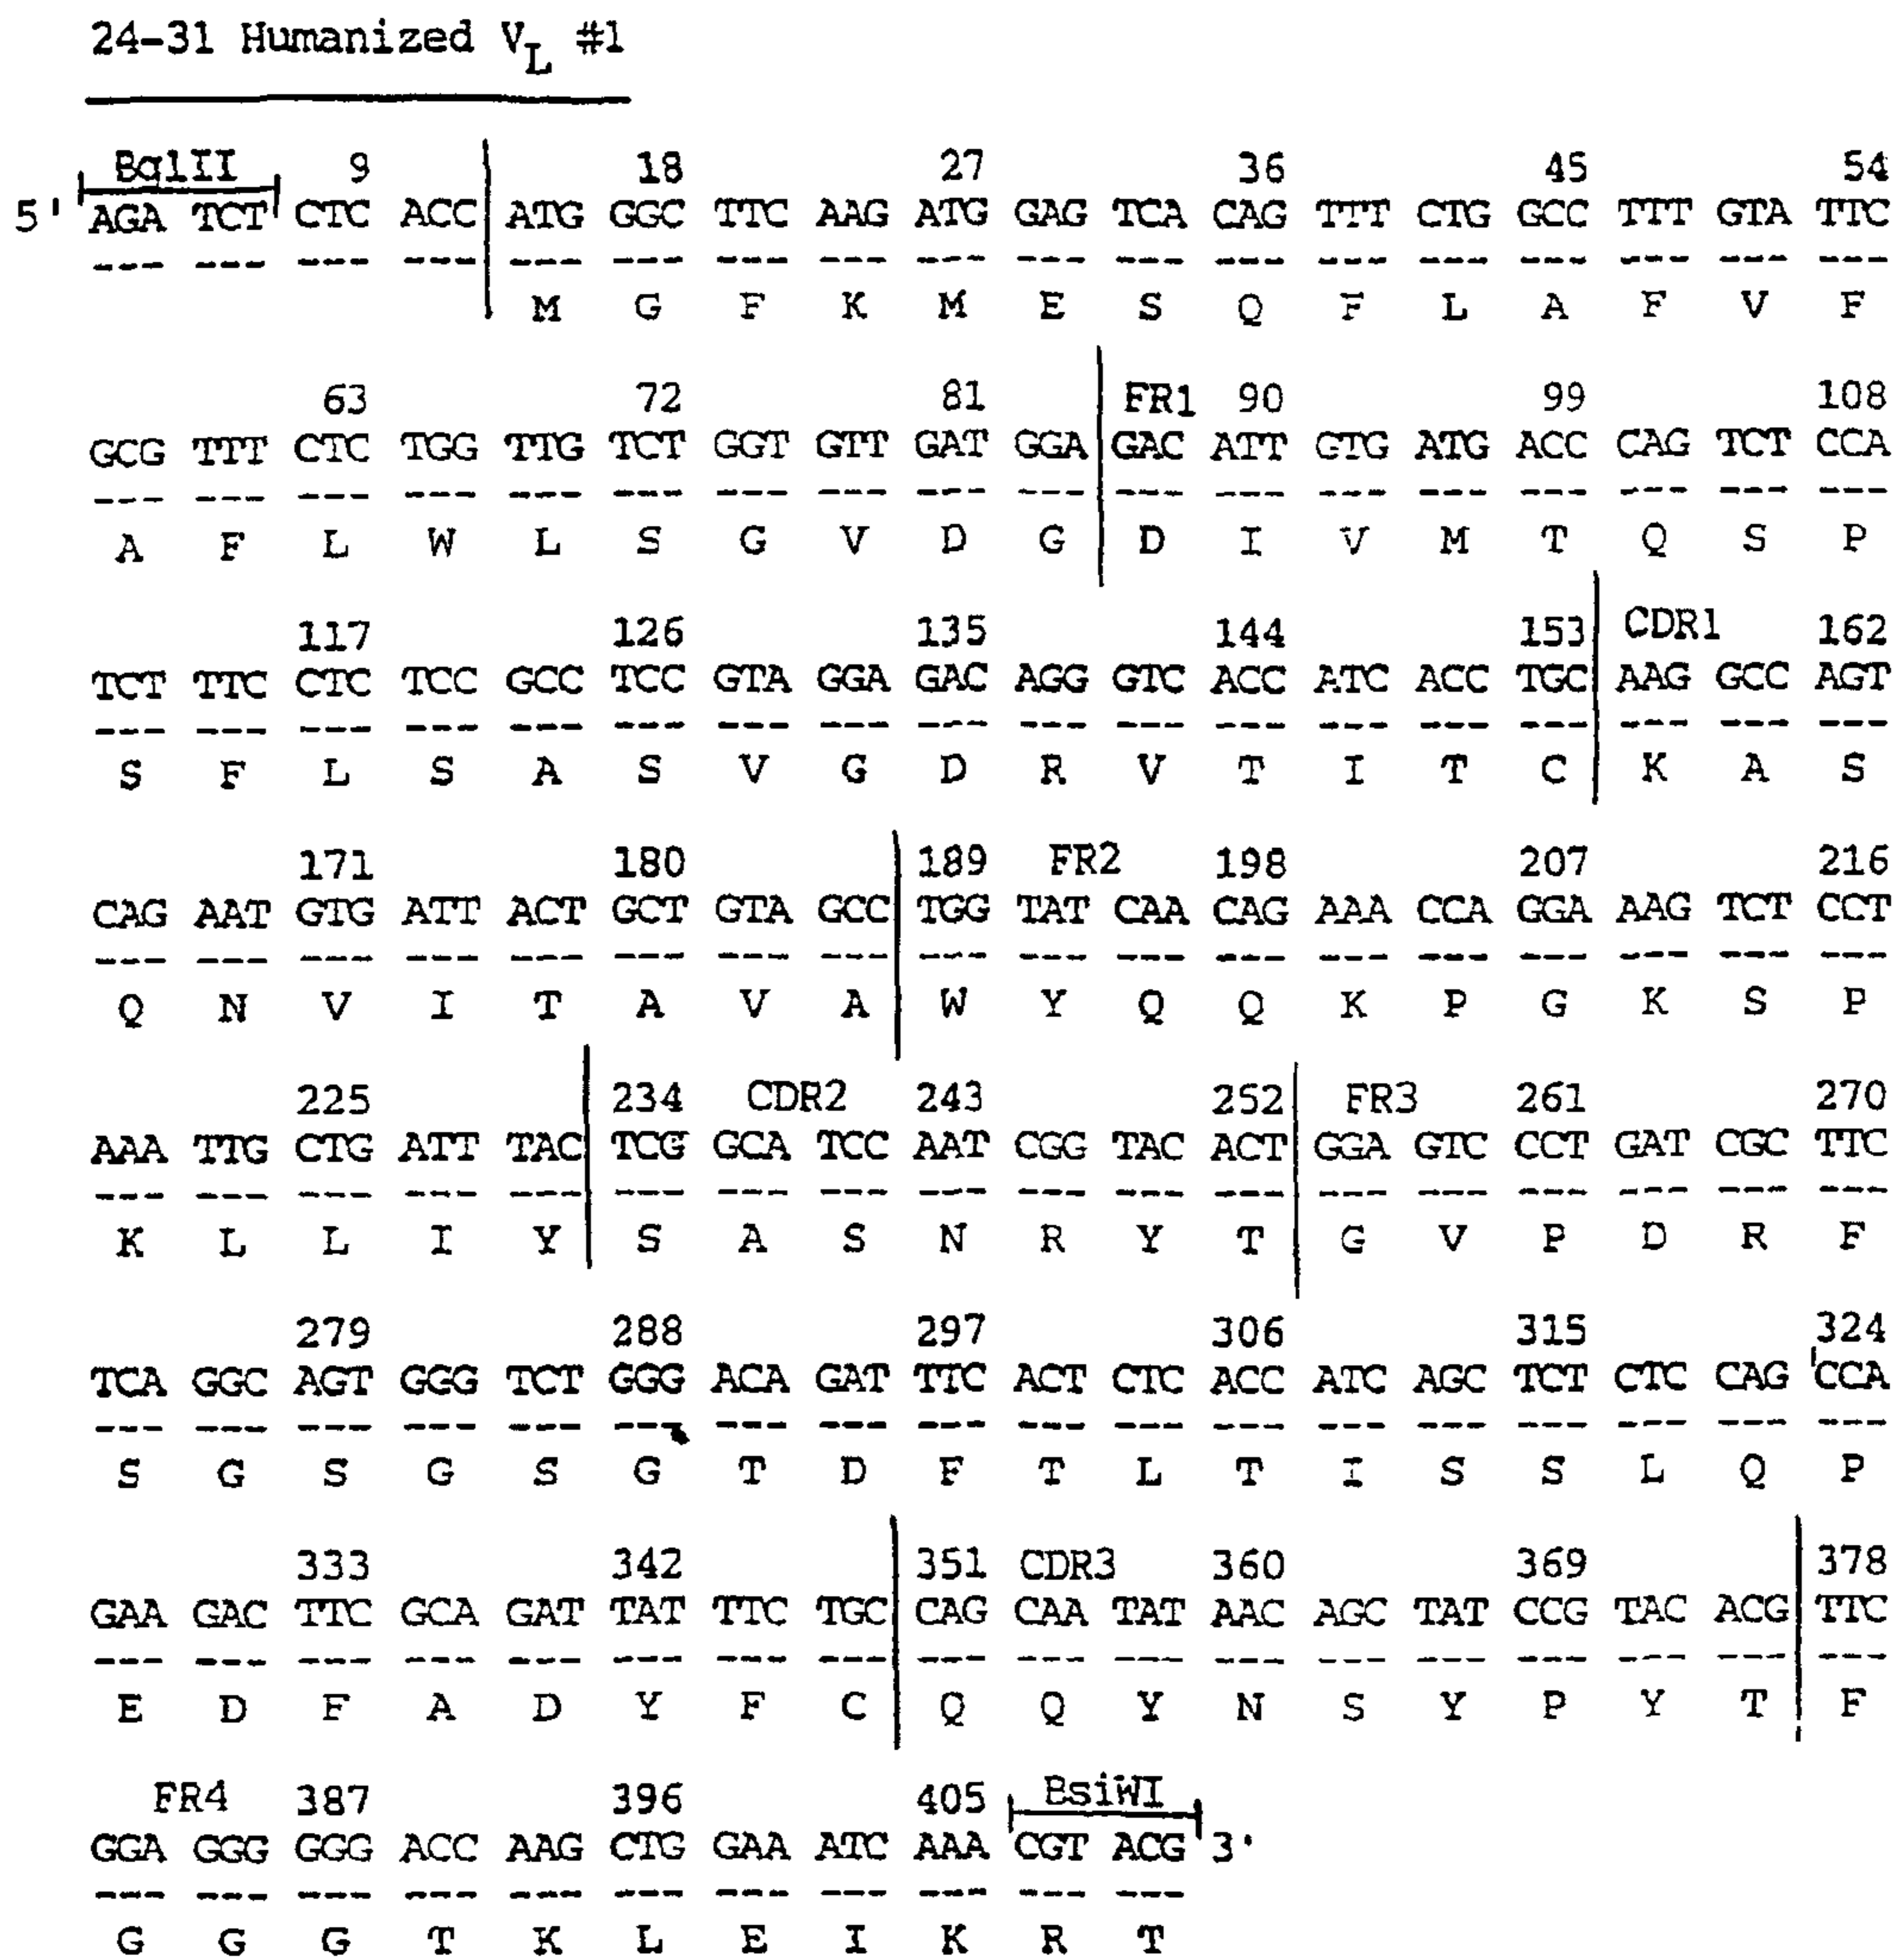 24-31 Humanized VL #1
BglII 9 18 27 36 45 54
5' AGA TCT CTC ACC ATG GGC TTC AAG ATG GAG TCA CAG TTT CTG GCC TTT GTA TTC
--- --- --- --- --- --- --- --- --- --- --- --- --- --- --- --- --- ---
M G F K M E S Q F L A F V F
63 72 81 FR1 90 99 108
GCG TTT CTC TGG TTG TCT GGT GTT GAT GGA GAC ATT GTG ATG ACC CAG TCT CCA
--- --- --- --- --- --- --- --- --- --- --- --- --- --- --- --- --- ---
A F L W L S G V D G D I V M T Q S P
117 126 135 144 153 CDR1 162
TCT TTC CTC TCC GCC TCC GTA GGA GAC AGG GTC ACC ATC ACC TGC AAG GCC AGT
--- --- --- --- --- --- --- --- --- --- --- --- --- --- --- --- --- ---
S F L S A S V G D R V T I T C K A S
171 180 189 FR2 198 207 216
CAG AAT GTG ATT ACT GCT GTA GCC TGG TAT CAA CAG AAA CCA GGA AAG TCT CCT
--- --- --- --- --- --- --- --- --- --- --- --- --- --- --- --- --- ---
Q N V I T A V A W Y Q Q K P G K S P
225 234 CDR2 243 252 FR3 261 270
AAA TTG CTG ATT TAC TCG GCA TCC AAT CGG TAC ACT GGA GTC CCT GAT CGC TTC
--- --- --- --- --- --- --- --- --- --- --- --- --- --- --- --- --- ---
K L L I Y S A S N R Y T G V P D R F
279 288 297 306 315 324
TCA GGC AGT GGG TCT GGG ACA GAT TTC ACT CTC ACC ATC AGC TCT CTC CAG CCA
--- --- --- --- --- --- --- --- --- --- --- --- --- --- --- --- --- ---
S G S G S G T D F T L T I S S L Q P
333 342 351 CDR3 360 369 378
GAA GAC TTC GCA GAT TAT TTC TGC CAG CAA TAT AAC AGC TAT CCG TAC ACG TTC
--- --- --- --- --- --- --- --- --- --- --- --- --- --- --- --- --- ---
E D F A D Y F C Q Q Y N S Y P Y T F
FR4 387 396 405 BsiWI
GGA GGG GGG ACC AAG CTG GAA ATC AAA CGT ACG 3'
--- --- --- --- --- --- --- --- --- --- ---
G G G T K L E I K R T